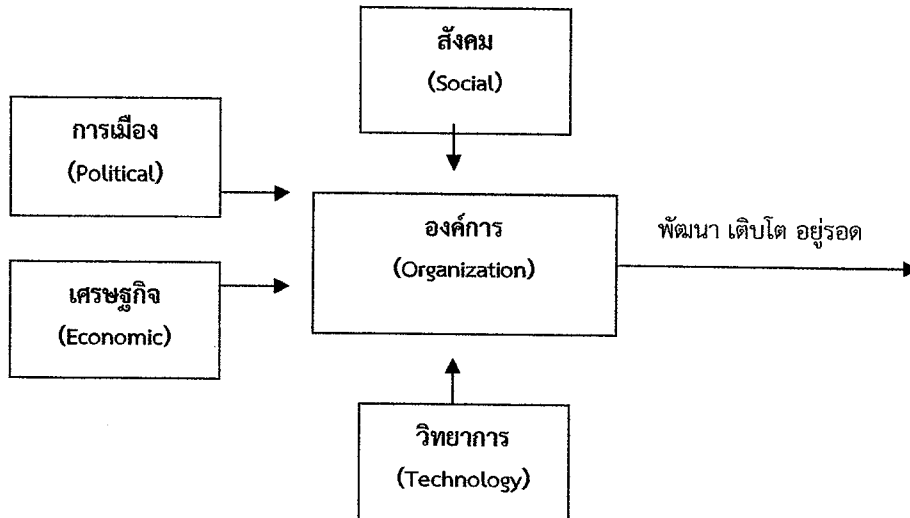 สังคม
(Social)
การเมือง
(Political)
องค์การ
(Organization)
พัฒนา เติบโต อยู่รอด
เศรษฐกิจ
(Economic)
วิทยาการ
(Technology)